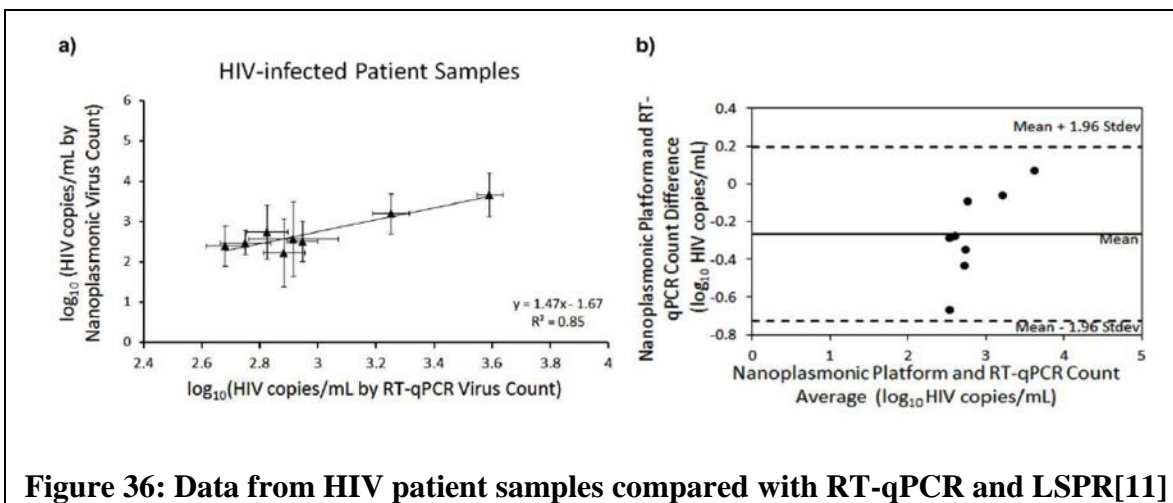 a)
HIV-infected Patient Samples
log₁₀ (HIV copies/mL by
Nanoplasmonic Virus Count)
6
5
4
3
2
1
0
2.4 2.6 2.8 3 3.2 3.4 3.6 3.8 4
y = 1.47x - 1.67
R² = 0.85
log₁₀(HIV copies/mL by RT-qPCR Virus Count)
b)
Nanoplasmonic Platform and RT-
qPCR Count Difference
(log₁₀ HIV copies/mL)
0.4
0.2
0
-0.2
-0.4
-0.6
-0.8
Mean + 1.96 Stdev
Mean
Mean - 1.96 Stdev
0 1 2 3 4 5
Nanoplasmonic Platform and RT-qPCR Count
Average (log₁₀HIV copies/mL)
Figure 36: Data from HIV patient samples compared with RT-qPCR and LSPR[11]